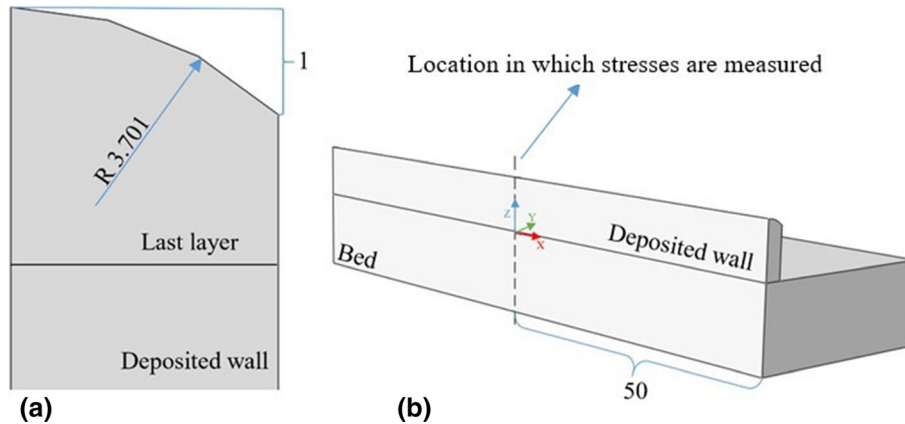 1
R 3.701
Last layer
Deposited wall
(a)
Location in which stresses are measured
Z
Y
X
Deposited wall
Bed
50
(b)